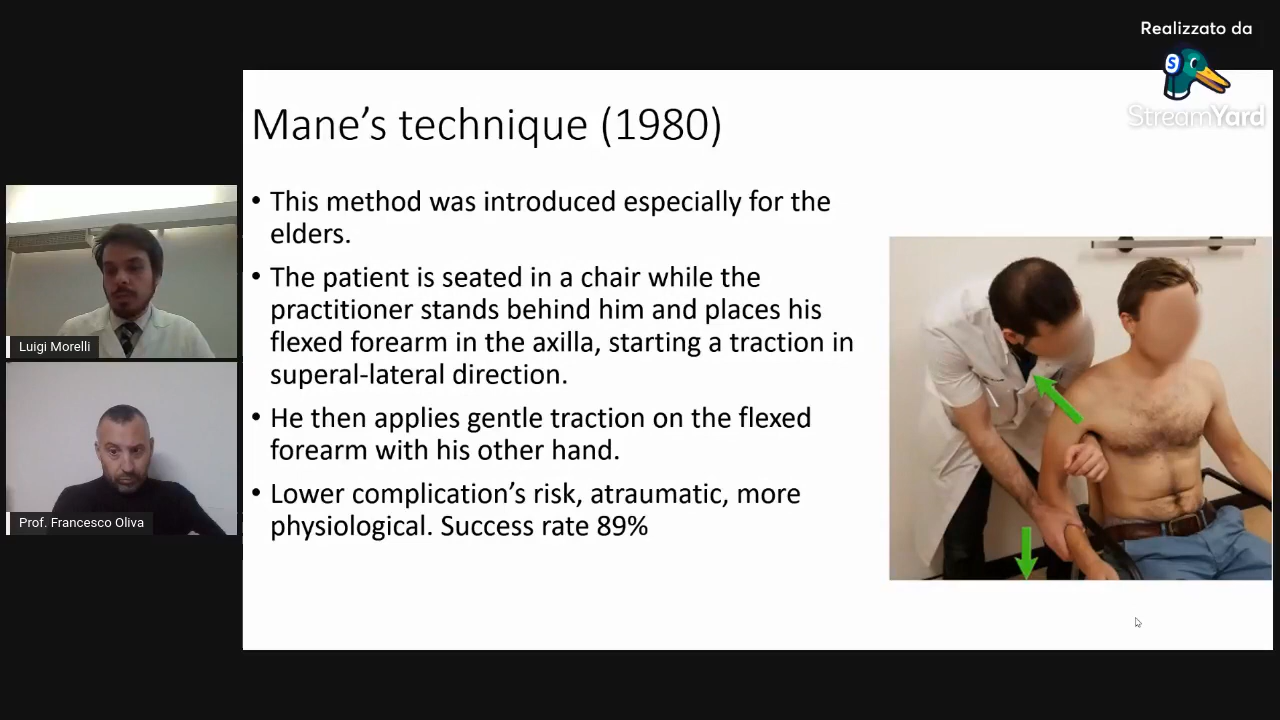 Realizzato da
StreamYard
Mane's technique (1980)
• This method was introduced especially for the
elders.
• The patient is seated in a chair while the
practitioner stands behind him and places his
flexed forearm in the axilla, starting a traction in
superal-lateral direction.
• He then applies gentle traction on the flexed
forearm with his other hand.
• Lower complication's risk, atraumatic, more
physiological. Success rate 89%
Luigi Morelli
Prof. Francesco Oliva